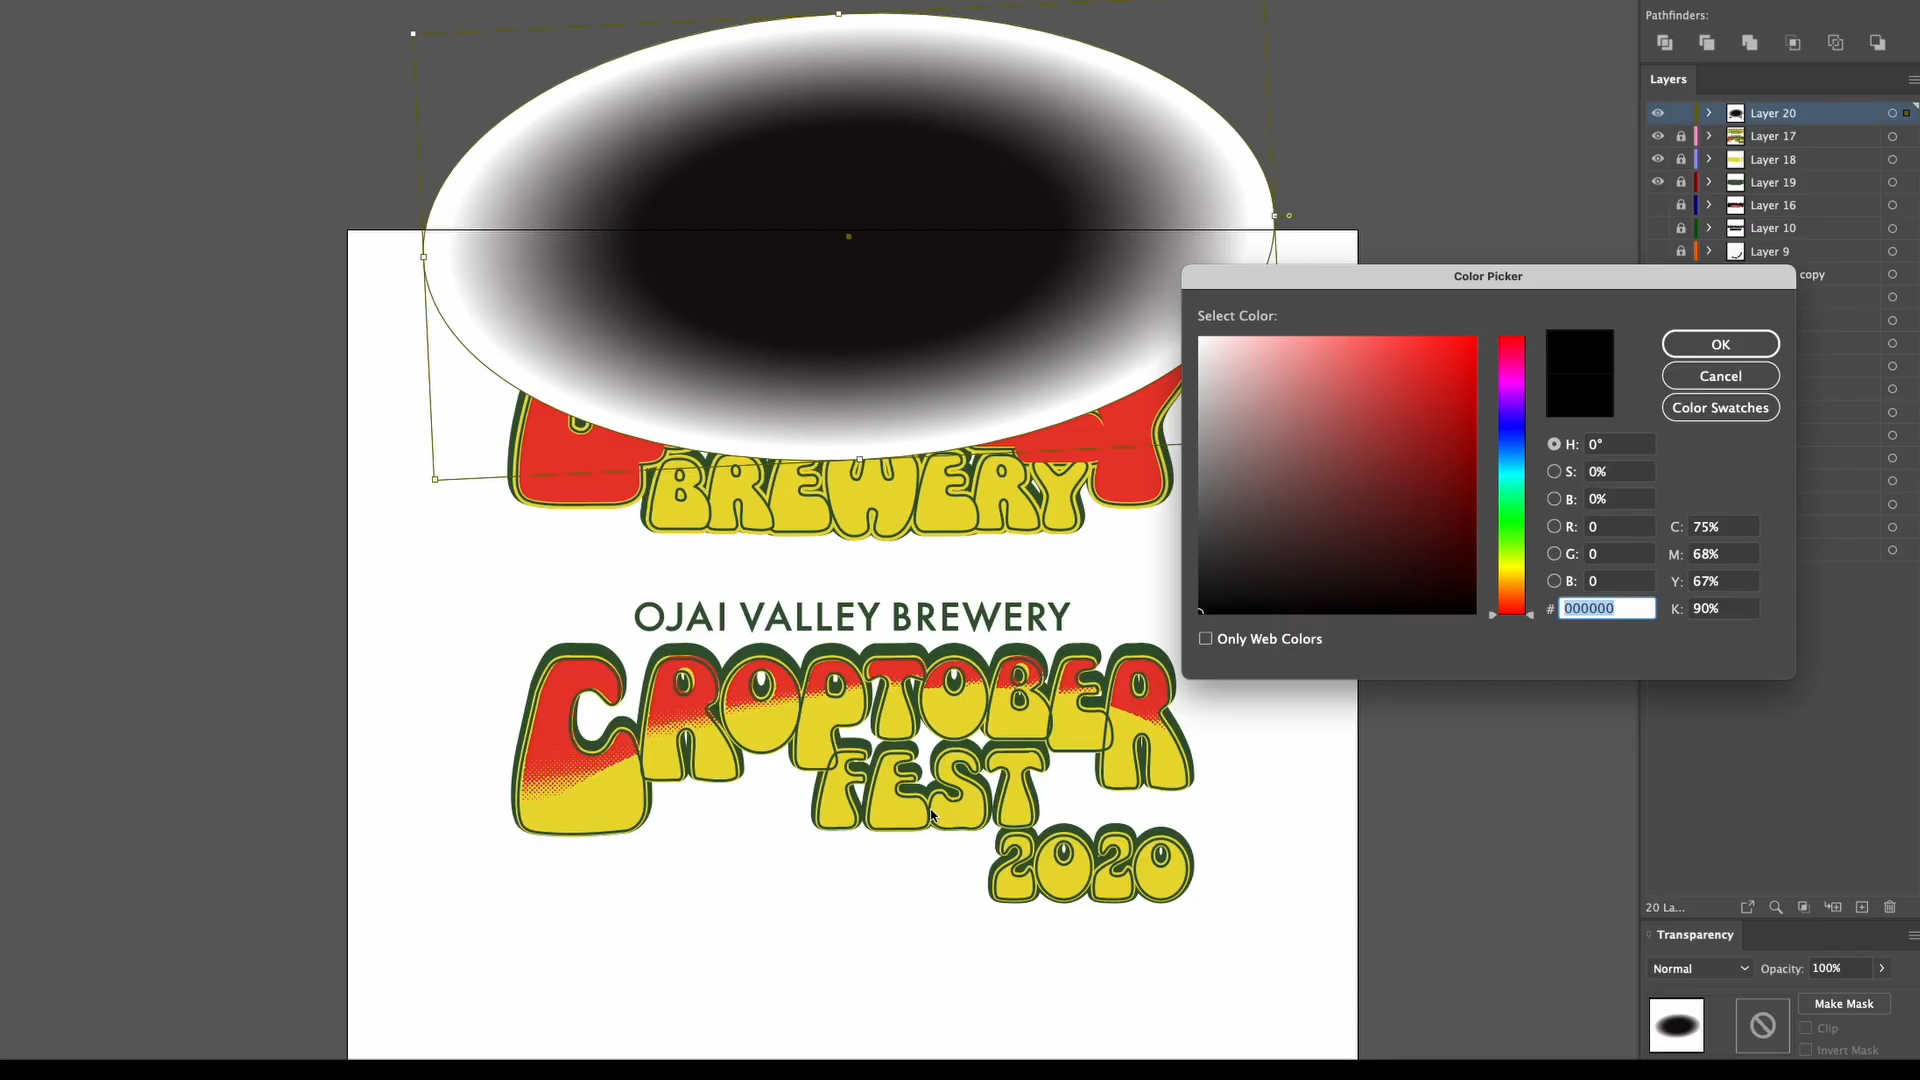 Pathfinders:
Layers
Layer 20
Layer 17
Layer 18
Layer 19
Layer 16
Layer 10
Layer 9
copy
Color Picker
Select Color:
OK
Cancel
Color Swatches
H: 0°
S: 0%
B: 0%
R: 0 C: 75%
G: 0 M: 68%
B: 0 Y: 67%
# 000000 K: 90%
Only Web Colors
BREWERY
OJAI VALLEY BREWERY
CROPTOBER
FEST
2020
20 La...
Transparency
Normal Opacity: 100%
Make Mask
Clip
Invert Mask